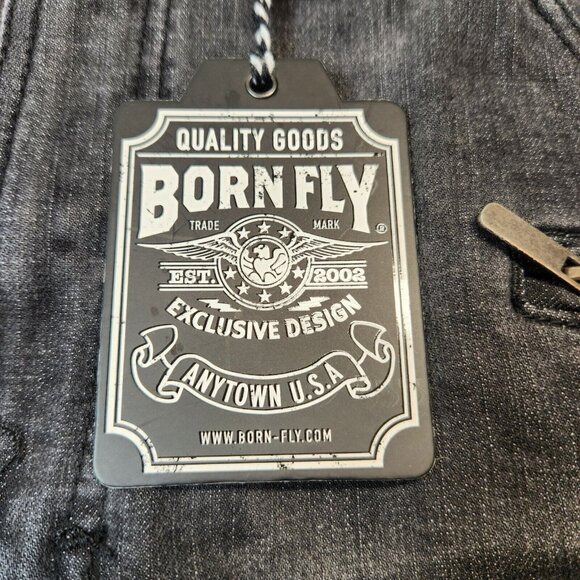 QUALITY GOODS
BORN FLY®
TRADE MARK
EST. 2002
EXCLUSIVE DESIGN
ANYTOWN U.S.A
WWW.BORN-FLY.COM